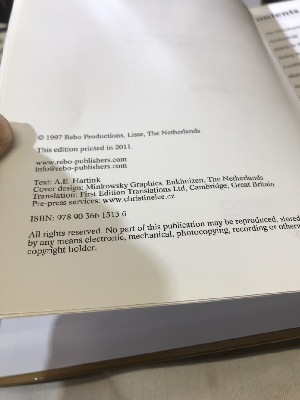 © 1997 Rebo Productions, Lisse, The Netherlands
This edition printed in 2011.
www.rebo-publishers.com
info@rebo-publishers.com
Text: A.E. Hartink
Cover design: Minkowsky Graphics, Enkhuizen, The Netherlands
Translation: First Edition Translations Ltd, Cambridge, Great Britain
Pre-press services:
ISBN: 978 90 366 1513 6
All rights reserved. No part of this publication may be reproduced, stored
by any means electronic, mechanical, photocopying, recording or otherw
copyright holder.
ontents